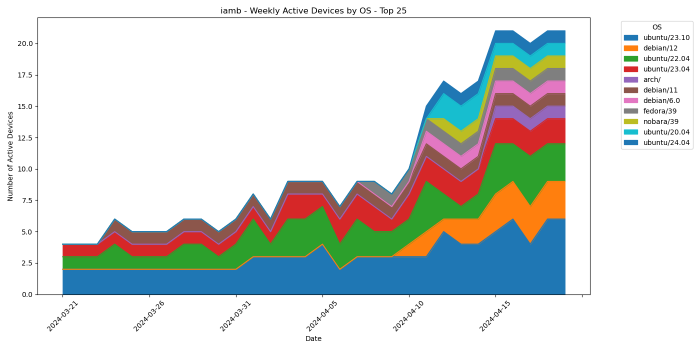 iamb - Weekly Active Devices by OS - Top 25
OS
ubuntu/23.10
debian/12
ubuntu/22.04
ubuntu/23.04
arch/
debian/11
debian/6.0
fedora/39
nobara/39
ubuntu/20.04
ubuntu/24.04
Number of Active Devices
20.0
17.5
15.0
12.5
10.0
7.5
5.0
2.5
0.0
2024-03-21
2024-03-26
2024-03-31
2024-04-05
2024-04-10
2024-04-15
Date